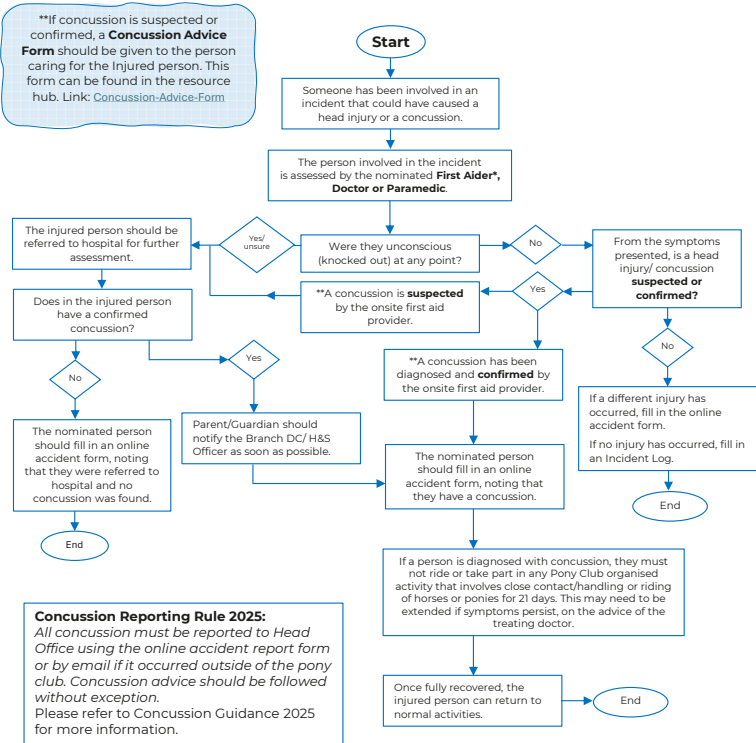 **If concussion is suspected or
confirmed, a Concussion Advice
Form should be given to the person
caring for the Injured person. This
form can be found in the resource
hub. Link: Concussion-Advice-Form
Start
Someone has been involved in an
incident that could have caused a
head injury or a concussion.
The person involved in the incident
is assessed by the nominated First Aider*,
Doctor or Paramedic.
The injured person should be
referred to hospital for further
assessment.
Yes/
unsure
Were they unconscious
(knocked out) at any point?
No
From the symptoms
presented, is a head
injury/ concussion
suspected or
confirmed?
Does in the injured person
have a confirmed
concussion?
**A concussion is suspected
by the onsite first aid
provider.
Yes
No
Yes
**A concussion has been
diagnosed and confirmed by
the onsite first aid provider.
No
If a different injury has
occurred, fill in the online
accident form.
If no injury has occurred, fill in
an Incident Log.
The nominated person
should fill in an online
accident form, noting
that they were referred to
hospital and no
concussion was found.
Parent/Guardian should
notify the Branch DC/ H&S
Officer as soon as possible.
The nominated person
should fill in an online
accident form, noting that
they have a concussion.
End
End
If a person is diagnosed with concussion, they must
not ride or take part in any Pony Club organised
activity that involves close contact/handling or riding
of horses or ponies for 21 days. This may need to be
extended if symptoms persist, on the advice of the
treating doctor.
Concussion Reporting Rule 2025:
All concussion must be reported to Head
Office using the online accident report form
or by email if it occurred outside of the pony
club. Concussion advice should be followed
without exception.
Please refer to Concussion Guidance 2025
for more information.
Once fully recovered, the
injured person can return to
normal activities.
End